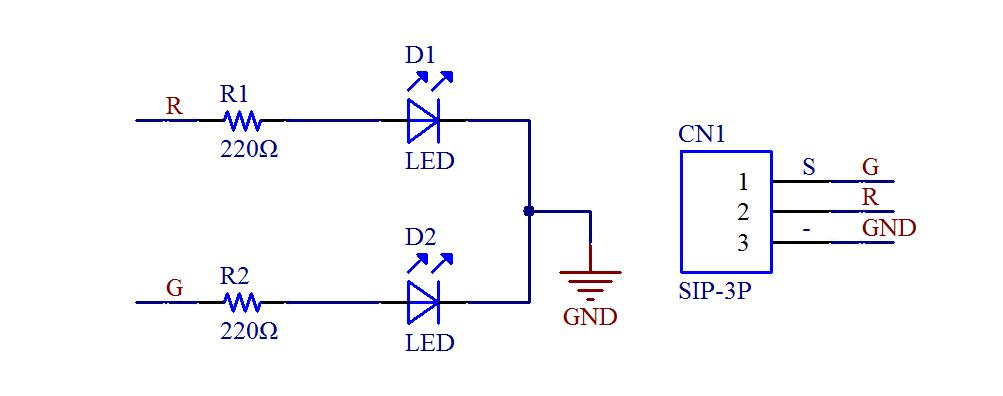 D1
R R1
220Ω LED
CN1
1 S G
2 R
3 - GND
SIP-3P
D2
G R2
220Ω LED
GND